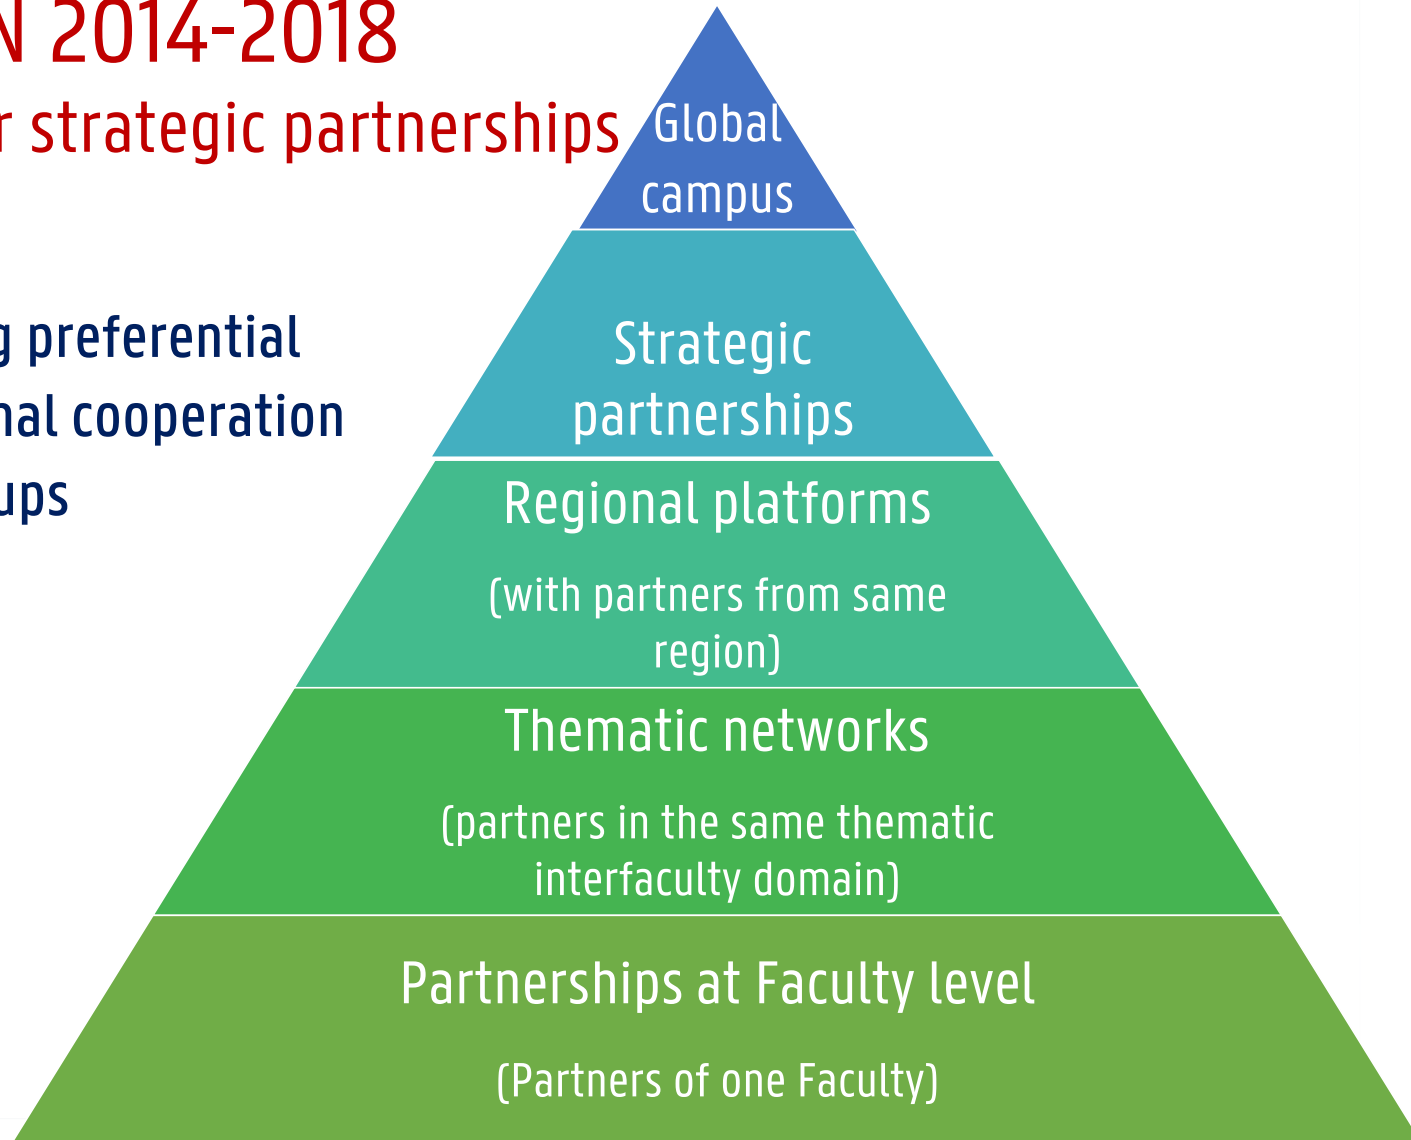 N 2014-2018
r strategic partnerships
g preferential
nal cooperation
ups
Global
campus
Strategic
partnerships
Regional platforms
(with partners from same
region)
Thematic networks
(partners in the same thematic
interfaculty domain)
Partnerships at Faculty level
(Partners of one Faculty)